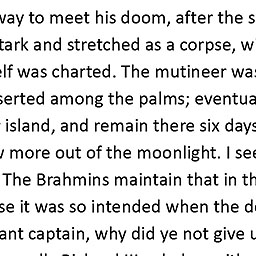 way to meet his doom, after the s
tark and stretched as a corpse, w
elf was charted. The mutineer was
serted among the palms; eventua
island, and remain there six days
w more out of the moonlight. I see
The Brahmins maintain that in th
se it was so intended when the d
ant captain, why did ye not give u